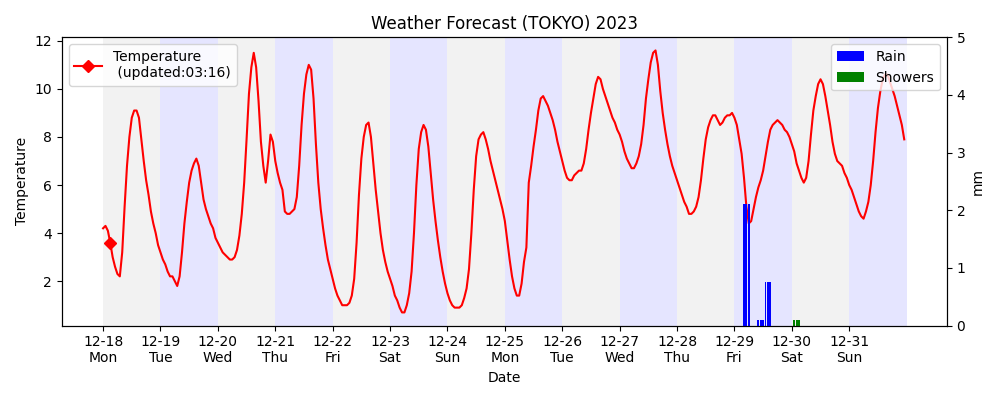 Weather Forecast (TOKYO) 2023
Temperature
(updated:03:16)
Rain
Showers
12
10
8
6
4
2
Temperature
5
4
3
2
1
0
mm
12-18 12-19 12-20 12-21 12-22 12-23 12-24 12-25 12-26 12-27 12-28 12-29 12-30 12-31
Mon Tue Wed Thu Fri Sat Sun Mon Tue Wed Thu Fri Sat Sun
Date